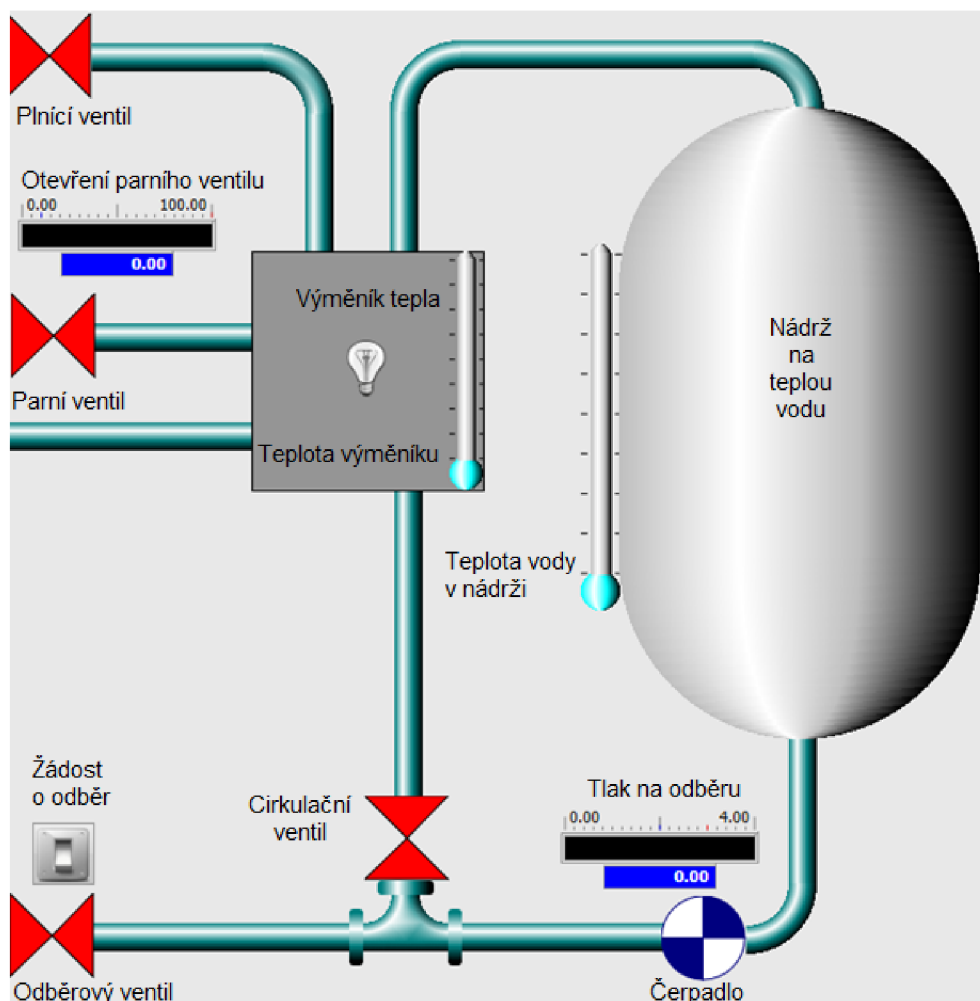 Plnící ventil
Otevření parního ventilu
0.00 100.00
0.00
Výměník tepla
Parní ventil
Teplota výměníku
Nádrž
na
teplou
vodu
Teplota vody
v nádrži
Žádost
o odběr
Cirkulační
ventil
Tlak na odběru
0.00 4.00
0.00
Odběrový ventil
Čerpadlo